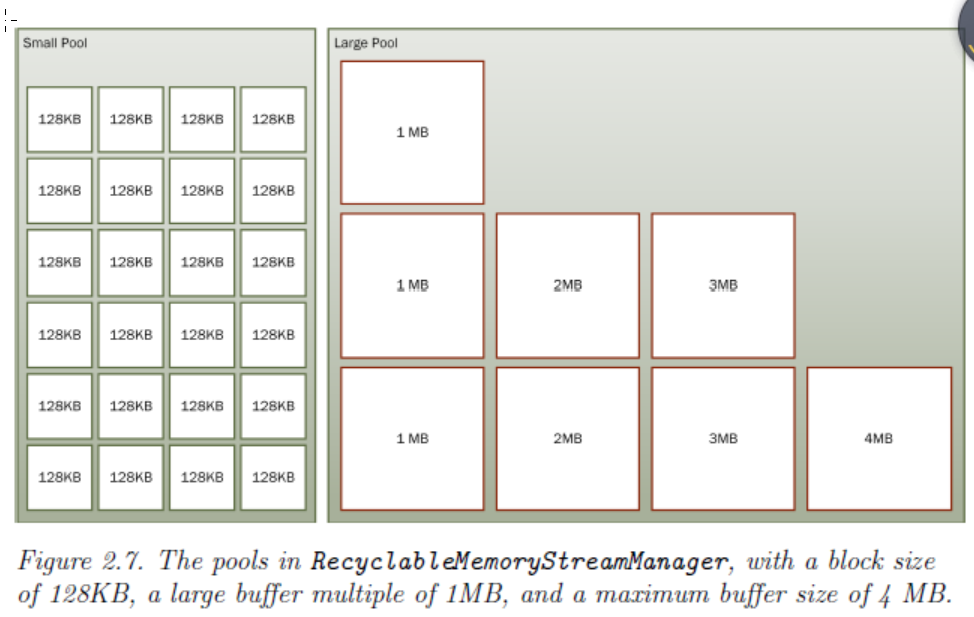 Small Pool
128KB 128KB 128KB 128KB
128KB 128KB 128KB 128KB
128KB 128KB 128KB 128KB
128KB 128KB 128KB 128KB
128KB 128KB 128KB 128KB
128KB 128KB 128KB 128KB
Large Pool
1 MB
1 MB 2MB 3MB
1 MB 2MB 3MB 4MB
Figure 2.7. The pools in RecyclableMemoryStreamManager, with a block size
of 128KB, a large buffer multiple of 1MB, and a maximum buffer size of 4 MB.